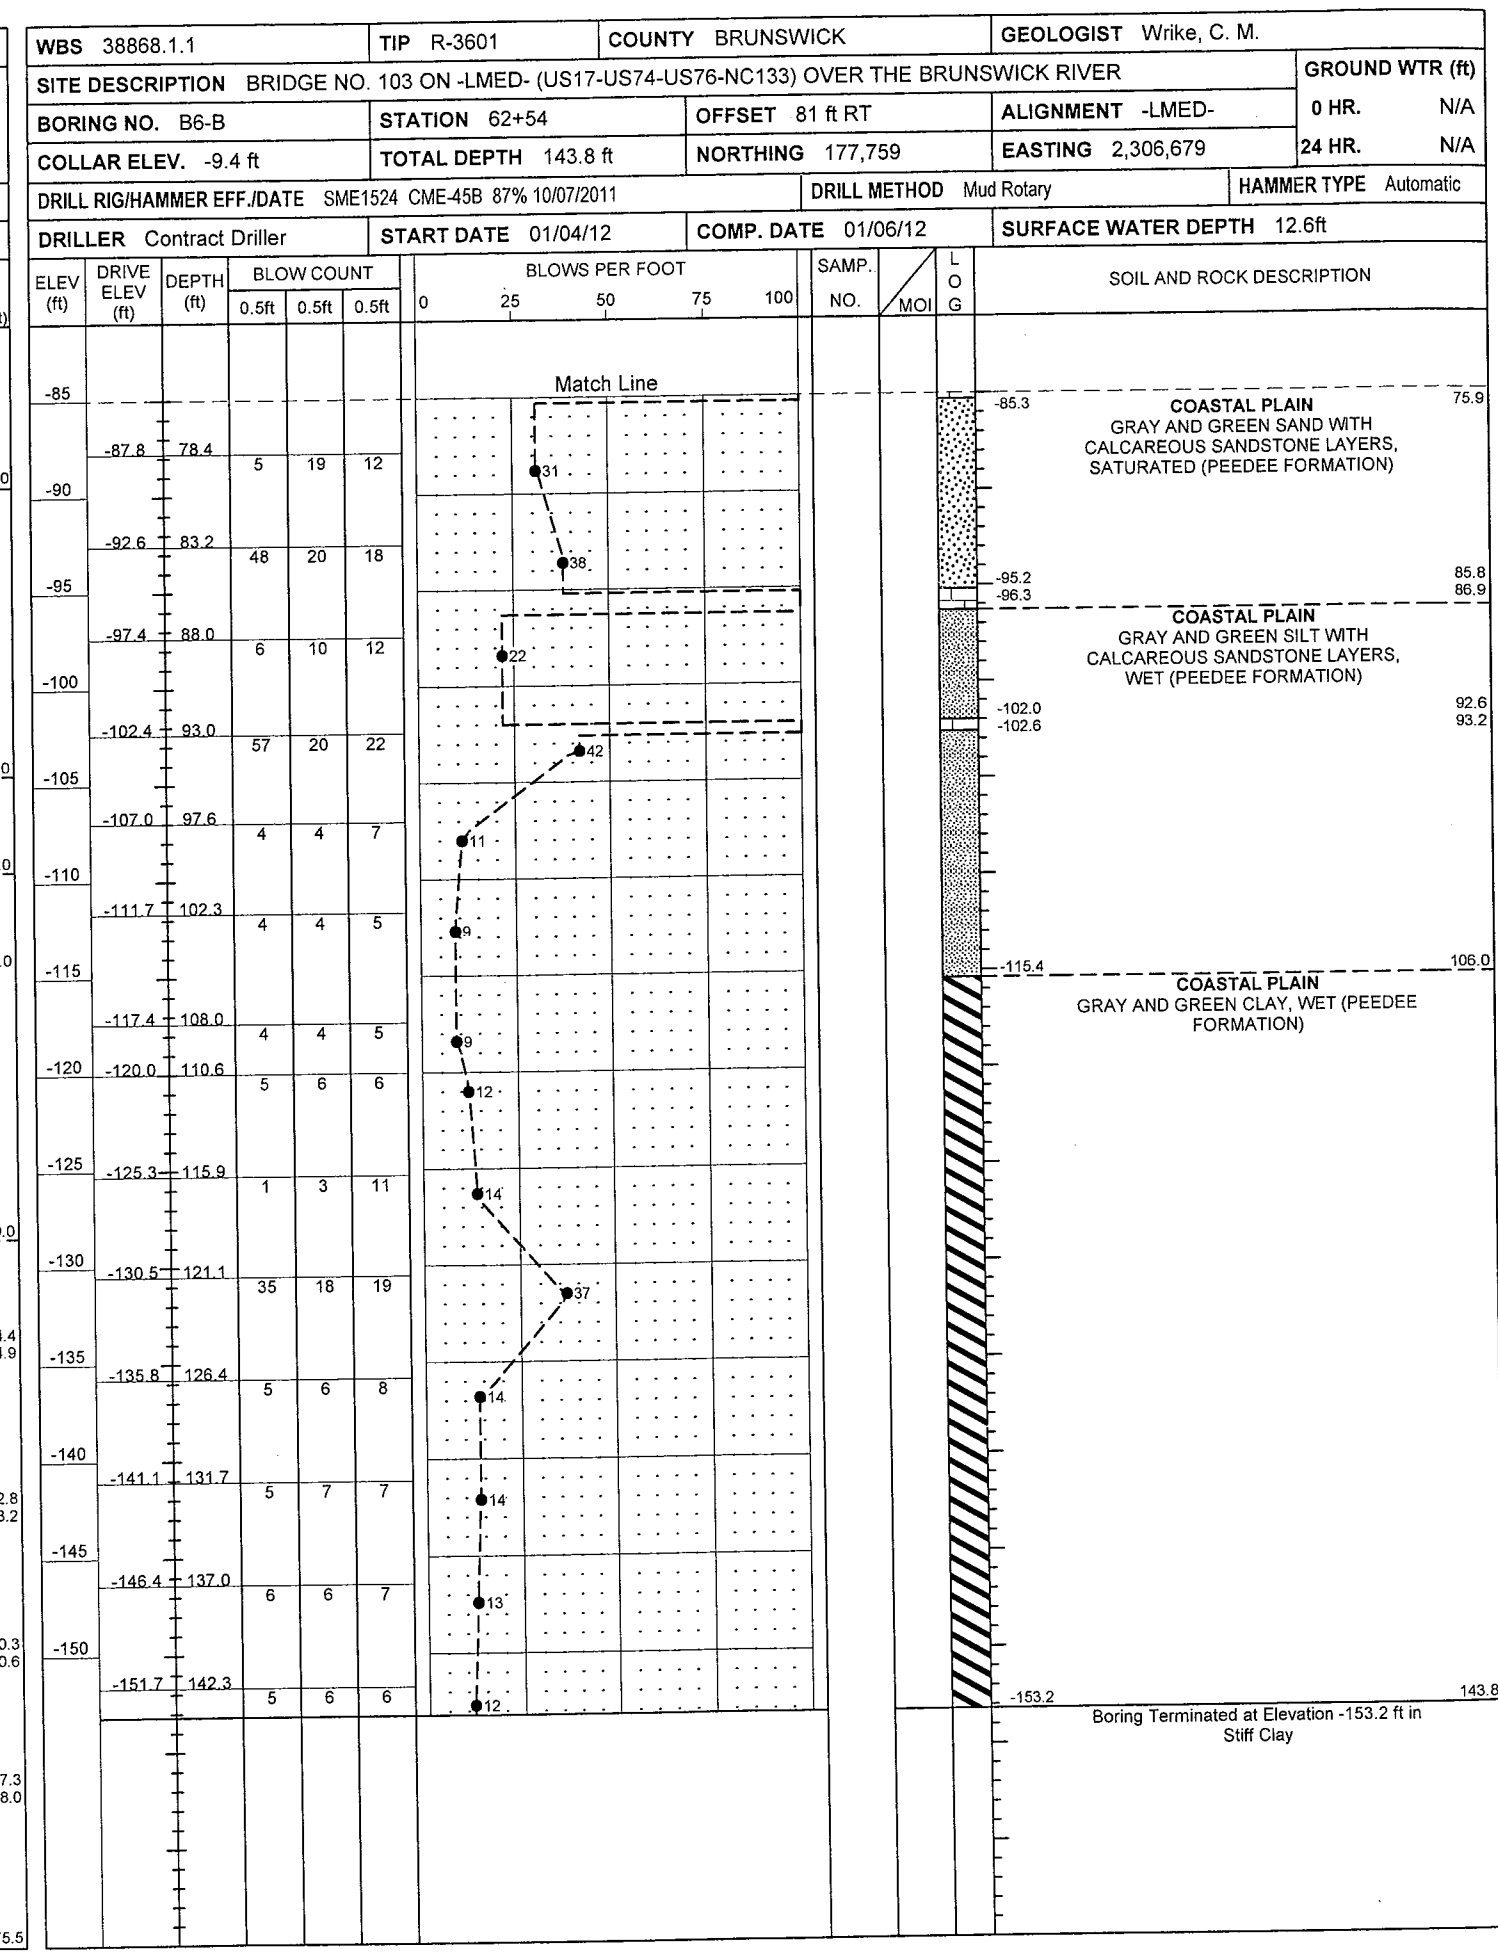 WBS 38868.1.1 TIP R-3601 COUNTY BRUNSWICK GEOLOGIST Wrike, C. M.
SITE DESCRIPTION BRIDGE NO. 103 ON -LMED- (US17-US74-US76-NC133) OVER THE BRUNSWICK RIVER GROUND WTR (ft)
BORING NO. B6-B STATION 62+54 OFFSET 81 ft RT ALIGNMENT -LMED- 0 HR. N/A
COLLAR ELEV. -9.4 ft TOTAL DEPTH 143.8 ft NORTHING 177,759 EASTING 2,306,679 24 HR. N/A
DRILL RIG/HAMMER EFF./DATE SME1524 CME-45B 87% 10/07/2011 DRILL METHOD Mud Rotary HAMMER TYPE Automatic
DRILLER Contract Driller START DATE 01/04/12 COMP. DATE 01/06/12 SURFACE WATER DEPTH 12.6ft
ELEV (ft) DRIVE ELEV (ft) DEPTH (ft) BLOW COUNT BLOWS PER FOOT SAMP. NO. MOI LOG SOIL AND ROCK DESCRIPTION
0.5ft 0.5ft 0.5ft 0 25 50 75 100
Match Line
-85 -85.3 COASTAL PLAIN 75.9
GRAY AND GREEN SAND WITH
CALCAREOUS SANDSTONE LAYERS,
-87.8 78.4 5 19 12 31 SATURATED (PEEDEE FORMATION)
-90
-92.6 83.2 48 20 18 38
-95 -95.2 85.8
-96.3 86.9
COASTAL PLAIN
-97.4 88.0 6 10 12 22 GRAY AND GREEN SILT WITH
CALCAREOUS SANDSTONE LAYERS,
WET (PEEDEE FORMATION)
-100
-102.0 92.6
-102.4 93.0 57 20 22 42 -102.6 93.2
-105
-107.0 97.6 4 4 7 11
-110
-111.7 102.3 4 4 5 9
-115 -115.4 106.0
COASTAL PLAIN
GRAY AND GREEN CLAY, WET (PEEDEE
FORMATION)
-117.4 108.0 4 4 5 9
-120 -120.0 110.6 5 6 6 12
-125 -125.3 115.9 1 3 11 14
-130 -130.5 121.1 35 18 19 37
-135 -135.8 126.4 5 6 8 14
-140
-141.1 131.7 5 7 7 14
-145
-146.4 137.0 6 6 7 13
-150
-151.7 142.3 5 6 6 12
-153.2 143.8
Boring Terminated at Elevation -153.2 ft in
Stiff Clay